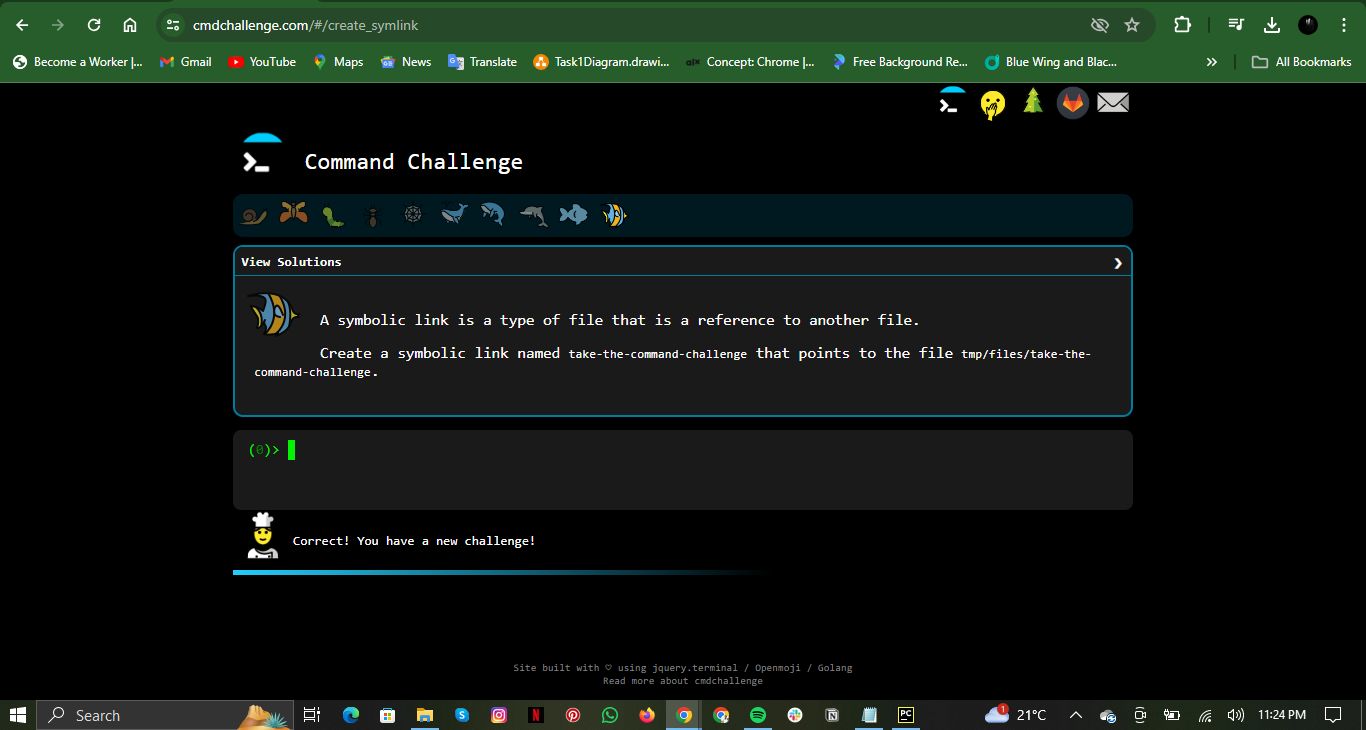 cmdchallenge.com/#/create_symlink
Become a Worker |... Gmail YouTube Maps News Translate Task1Diagram.drawi... Concept: Chrome |... Free Background Re... Blue Wing and Blac... » All Bookmarks
Command Challenge
View Solutions
A symbolic link is a type of file that is a reference to another file.
Create a symbolic link named take-the-command-challenge that points to the file tmp/files/take-the-
command-challenge.
(0)>
Correct! You have a new challenge!
Site built with ♡ using jquery.terminal / Openmoji / Golang
Read more about cmdchallenge
Search 1 21°C 11:24 PM